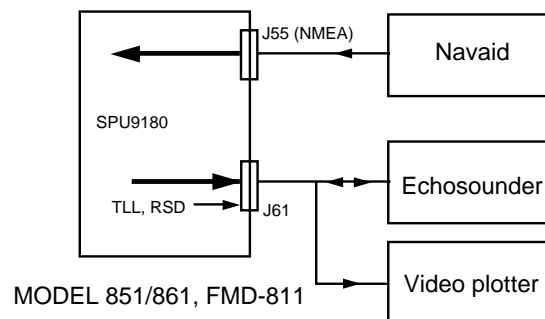 J55 (NMEA)
Navaid
SPU9180
Echosounder
TLL, RSD
J61
Video plotter
MODEL 851/861, FMD-811